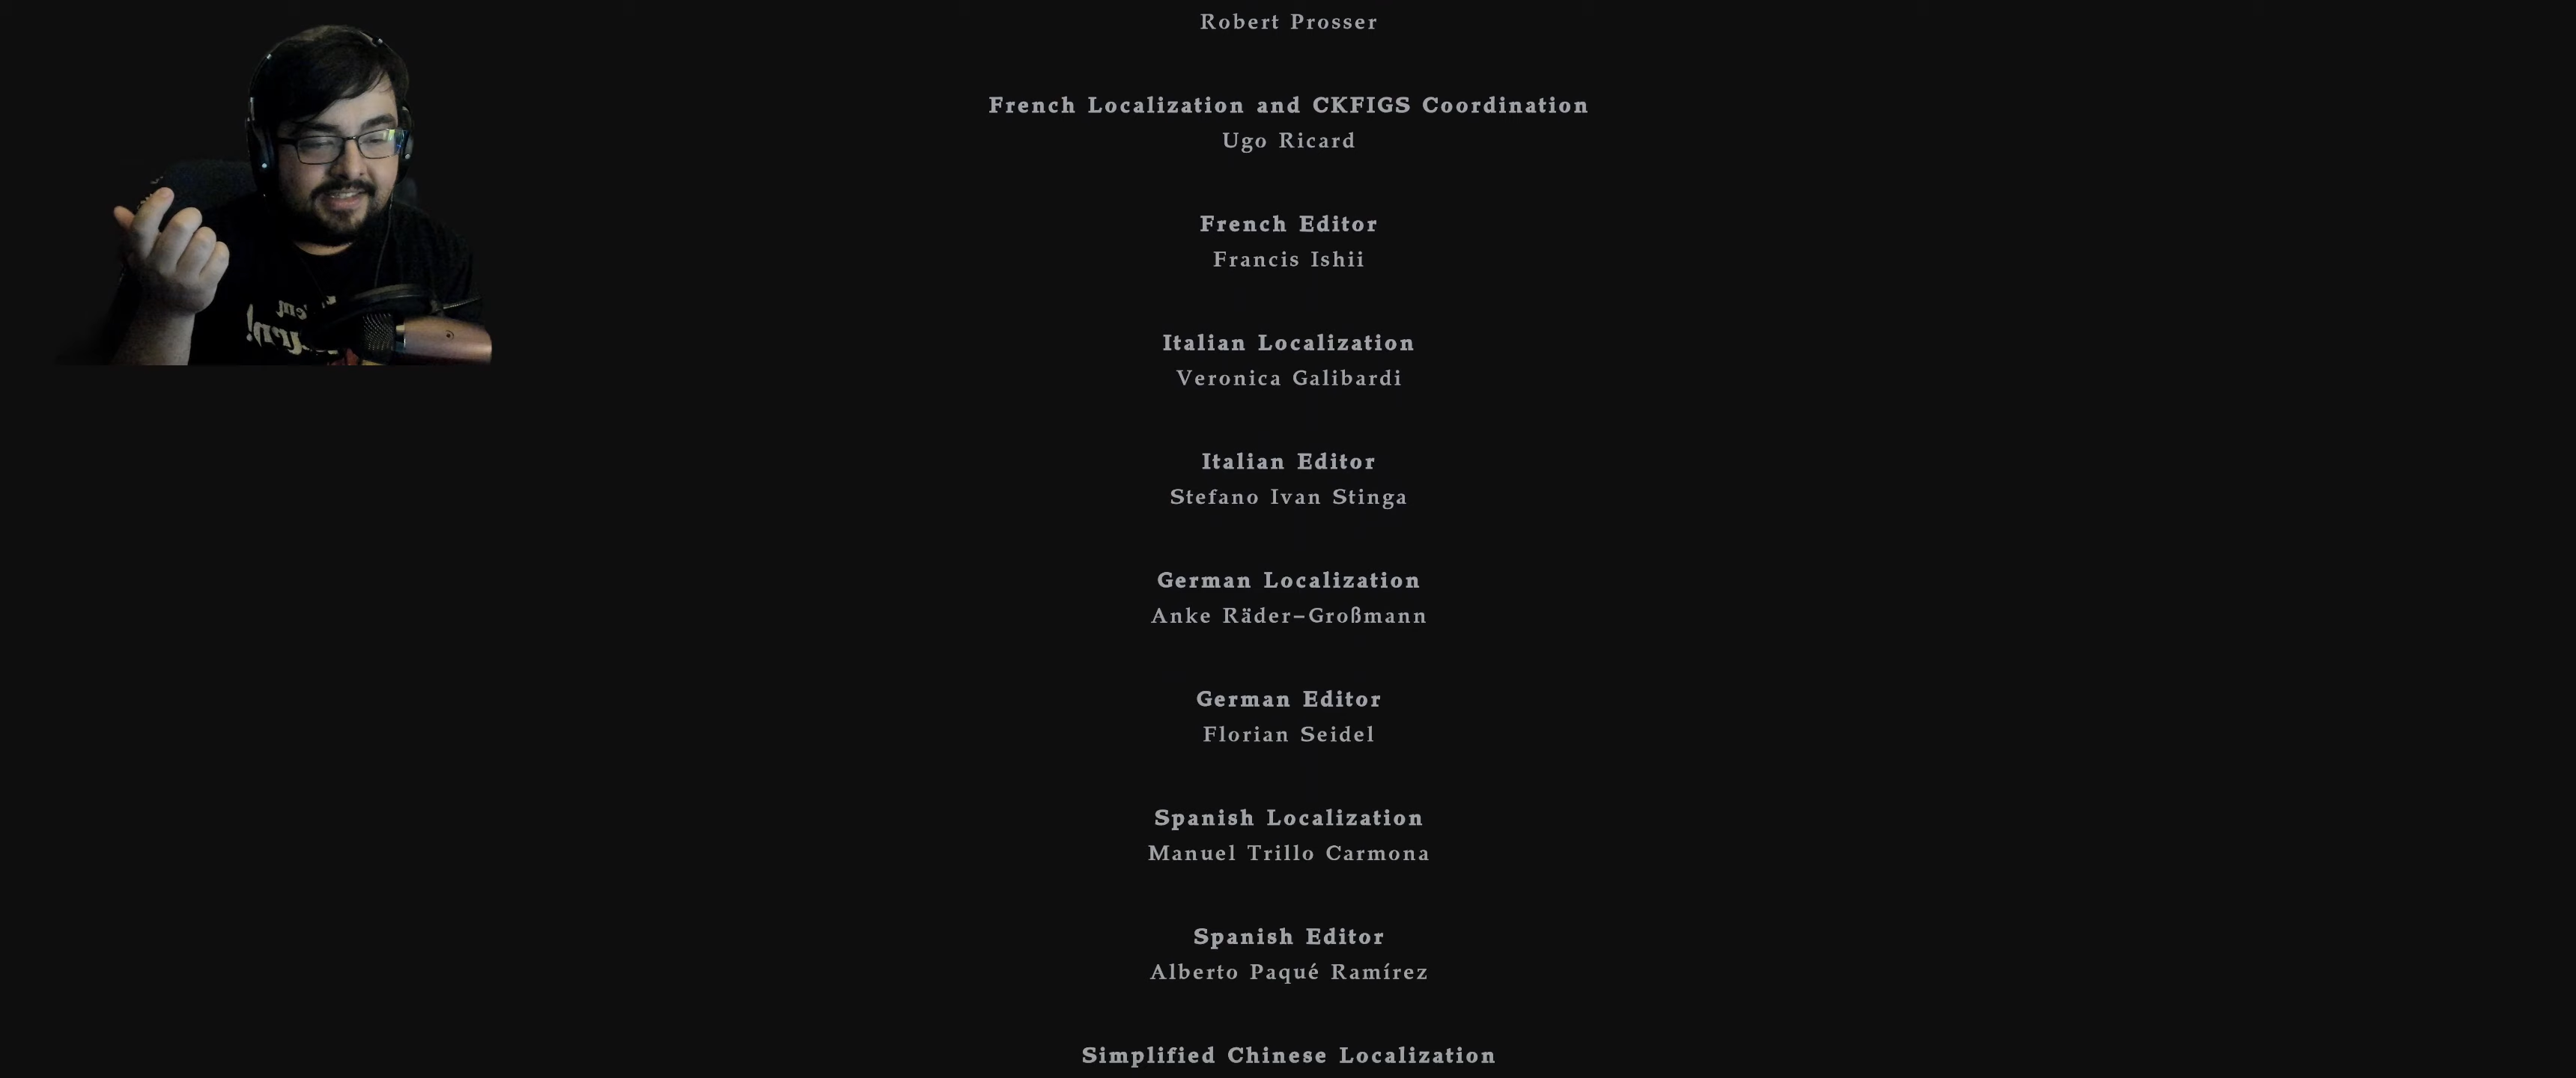 Robert Prosser
French Localization and CKFIGS Coordination
Ugo Ricard
French Editor
Francis Ishii
Italian Localization
Veronica Galibardi
Italian Editor
Stefano Ivan Stinga
German Localization
Anke Räder–Großmann
German Editor
Florian Seidel
Spanish Localization
Manuel Trillo Carmona
Spanish Editor
Alberto Paqué Ramírez
Simplified Chinese Localization